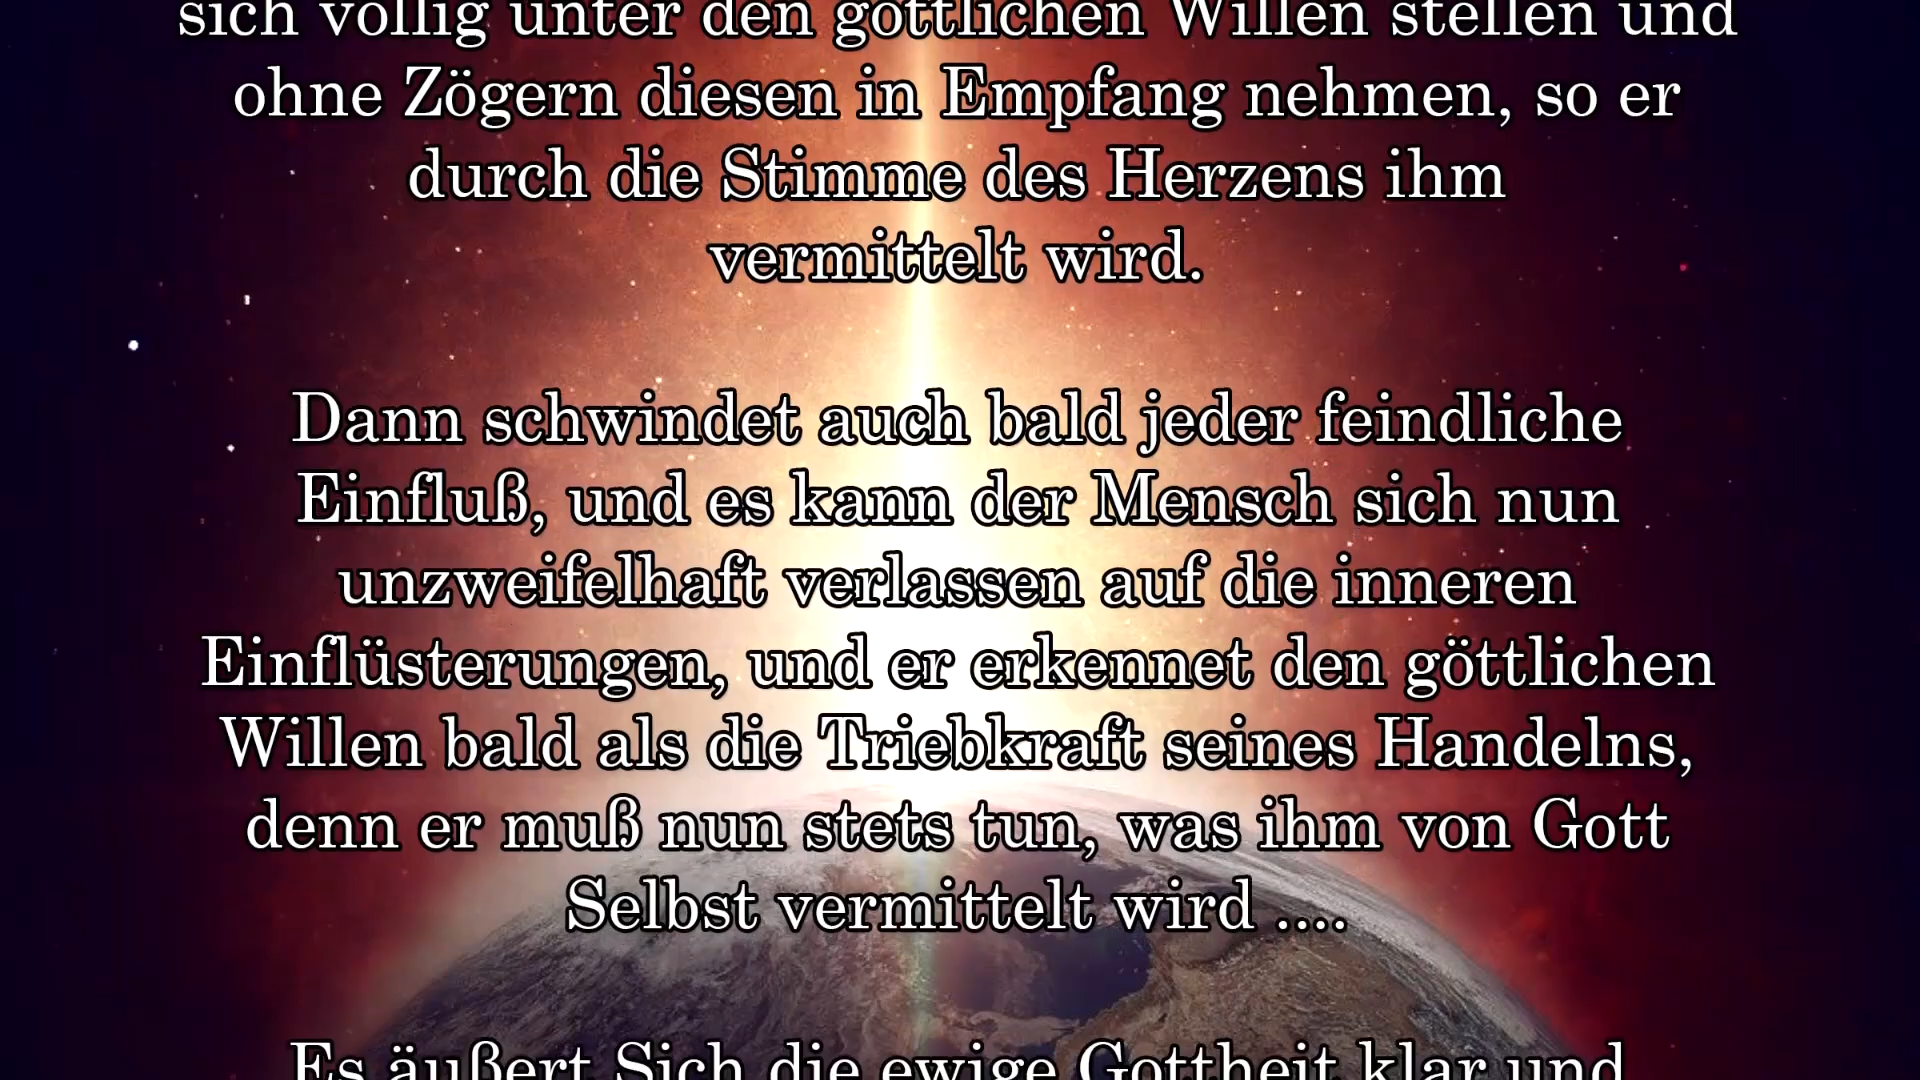 sich völlig unter den göttlichen Willen stellen und
ohne Zögern diesen in Empfang nehmen, so er
durch die Stimme des Herzens ihm
vermittelt wird.
Dann schwindet auch bald jeder feindliche
Einfluß, und es kann der Mensch sich nun
unzweifelhaft verlassen auf die inneren
Einflüsterungen, und er erkennet den göttlichen
Willen bald als die Triebkraft seines Handelns,
denn er muß nun stets tun, was ihm von Gott
Selbst vermittelt wird ....
Es äußert Sich die ewige Gottheit klar und